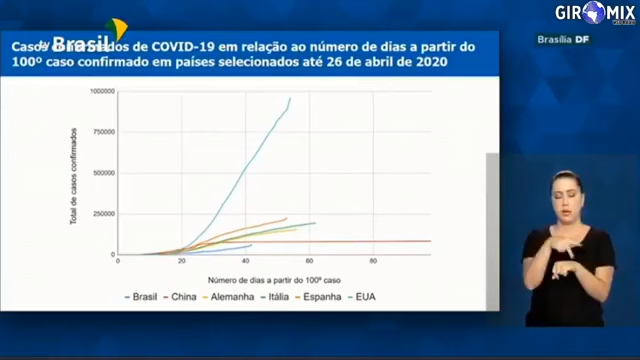 GIROMIX
Brasília DF
Brasil
Casos confirmados de COVID-19 em relação ao número de dias a partir do
100º caso confirmado em países selecionados até 26 de abril de 2020
1000000
750000
500000
250000
0
0 20 40 60 80
Total de casos confirmados
Número de dias a partir do 100º caso
Brasil China Alemanha Itália Espanha EUA